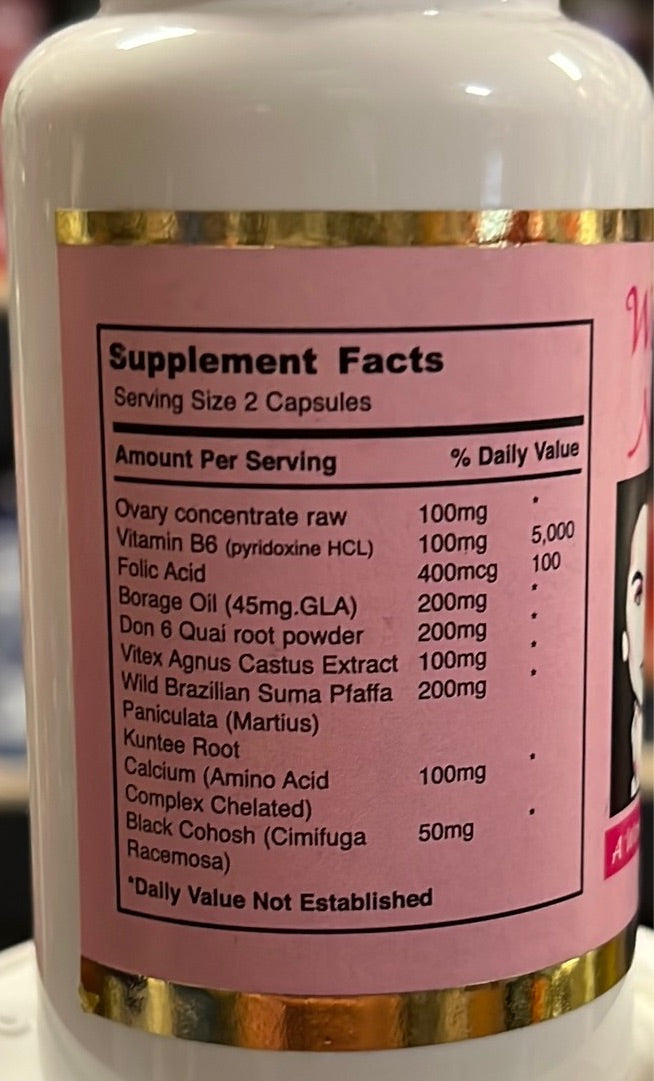 Supplement Facts
Serving Size 2 Capsules
Amount Per Serving % Daily Value
Ovary concentrate raw 100mg *
Vitamin B6 (pyridoxine HCL) 100mg 5,000
Folic Acid 400mcg 100
Borage Oil (45mg.GLA) 200mg *
Don 6 Quai root powder 200mg *
Vitex Agnus Castus Extract 100mg *
Wild Brazilian Suma Pfaffa 200mg *
Paniculata (Martius)
Kuntee Root
Calcium (Amino Acid 100mg *
Complex Chelated)
Black Cohosh (Cimifuga 50mg *
Racemosa)
*Daily Value Not Established